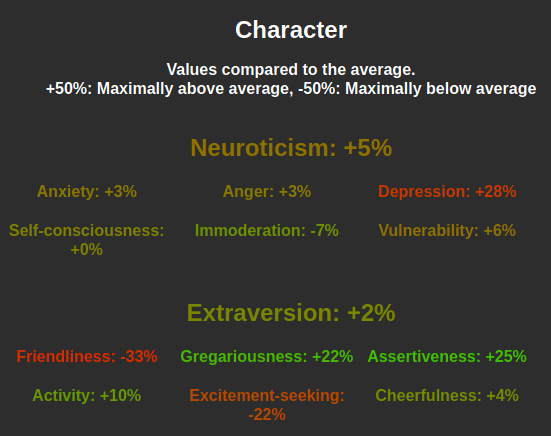 Character
Values compared to the average.
+50%: Maximally above average, -50%: Maximally below average
Neuroticism: +5%
Anxiety: +3%
Anger: +3%
Depression: +28%
Self-consciousness:
+0%
Immoderation: -7%
Vulnerability: +6%
Extraversion: +2%
Friendliness: -33%
Gregariousness: +22%
Assertiveness: +25%
Activity: +10%
Excitement-seeking:
-22%
Cheerfulness: +4%